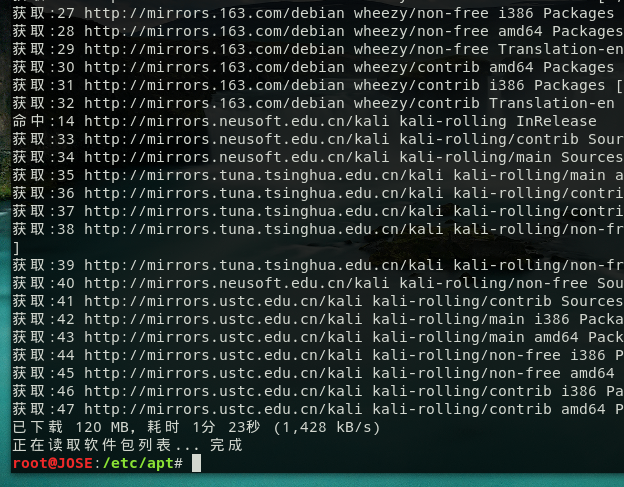 获取:27 http://mirrors.163.com/debian wheezy/non-free i386 Packages
获取:28 http://mirrors.163.com/debian wheezy/non-free amd64 Packages
获取:29 http://mirrors.163.com/debian wheezy/non-free Translation-en
获取:30 http://mirrors.163.com/debian wheezy/contrib amd64 Packages
获取:31 http://mirrors.163.com/debian wheezy/contrib i386 Packages [
获取:32 http://mirrors.163.com/debian wheezy/contrib Translation-en
命中:14 http://mirrors.neusoft.edu.cn/kali kali-rolling InRelease
获取:33 http://mirrors.neusoft.edu.cn/kali kali-rolling/contrib Sour
获取:34 http://mirrors.neusoft.edu.cn/kali kali-rolling/main Sources
获取:35 http://mirrors.tuna.tsinghua.edu.cn/kali kali-rolling/main a
获取:36 http://mirrors.tuna.tsinghua.edu.cn/kali kali-rolling/contri
获取:37 http://mirrors.tuna.tsinghua.edu.cn/kali kali-rolling/contri
获取:38 http://mirrors.tuna.tsinghua.edu.cn/kali kali-rolling/non-fr
]
获取:39 http://mirrors.tuna.tsinghua.edu.cn/kali kali-rolling/non-fr
获取:40 http://mirrors.neusoft.edu.cn/kali kali-rolling/non-free Sou
获取:41 http://mirrors.ustc.edu.cn/kali kali-rolling/contrib Sources
获取:42 http://mirrors.ustc.edu.cn/kali kali-rolling/main i386 Packa
获取:43 http://mirrors.ustc.edu.cn/kali kali-rolling/main amd64 Pack
获取:44 http://mirrors.ustc.edu.cn/kali kali-rolling/non-free i386 P
获取:45 http://mirrors.ustc.edu.cn/kali kali-rolling/non-free amd64
获取:46 http://mirrors.ustc.edu.cn/kali kali-rolling/contrib i386 Pa
获取:47 http://mirrors.ustc.edu.cn/kali kali-rolling/contrib amd64 P
已下载 120 MB，耗时 1分 23秒 (1,428 kB/s)
正在读取软件包列表... 完成
root@JOSE:/etc/apt#